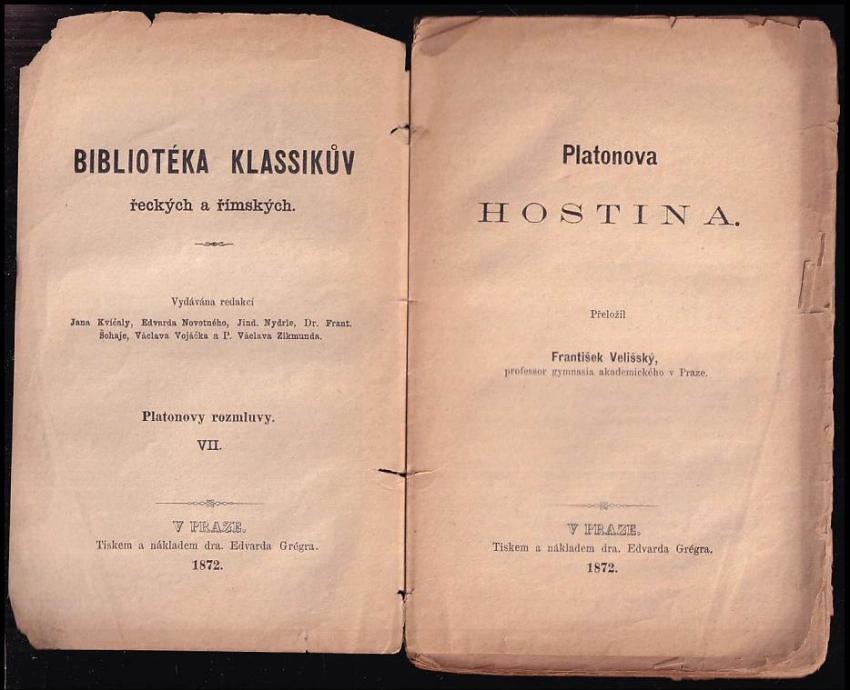 BIBLIOTÉKA KLASSIKŮV
řeckých a římských.
Vydávána redakcí
Jana Kvíčaly, Edvarda Novotného, Jind. Nydrle, Dr. Frant.
Šohaje, Václava Vojáčka a P. Václava Zikmunda.
Platonovy rozmluvy.
VII.
V PRAZE.
Tiskem a nákladem dra. Edvarda Grégra.
1872.
Platonova
HOSTINA.
Přeložil
František Velišský,
professor gymnasia akademického v Praze.
V PRAZE.
Tiskem a nákladem dra. Edvarda Grégra.
1872.